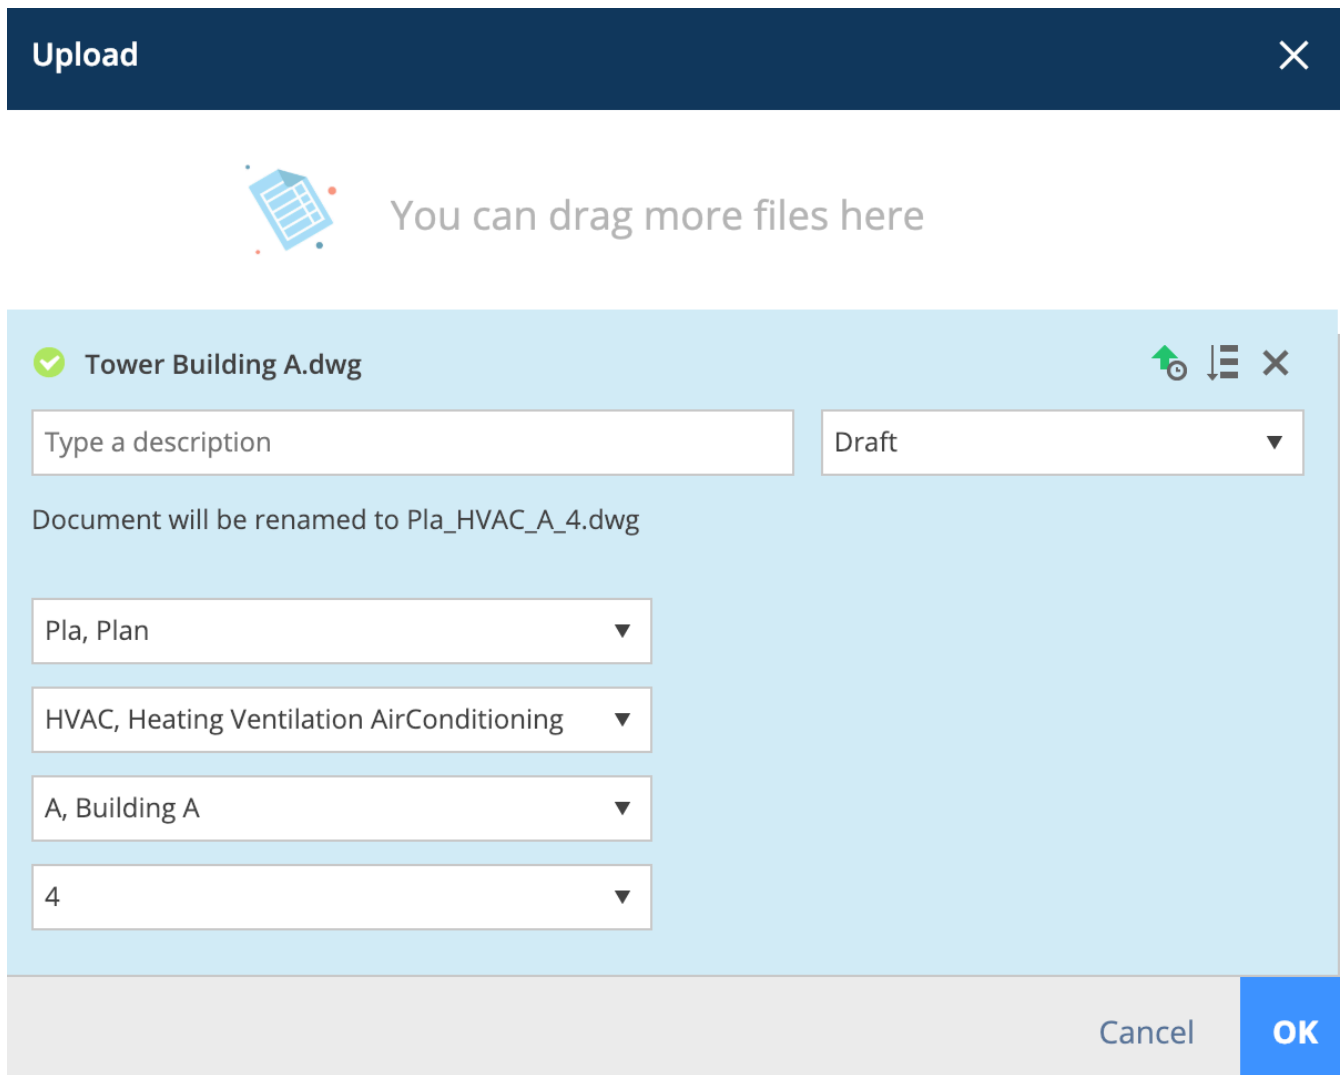 Upload
You can drag more files here
Tower Building A.dwg
Type a description
Draft
Document will be renamed to Pla_HVAC_A_4.dwg
Pla, Plan
HVAC, Heating Ventilation AirConditioning
A, Building A
4
Cancel
OK